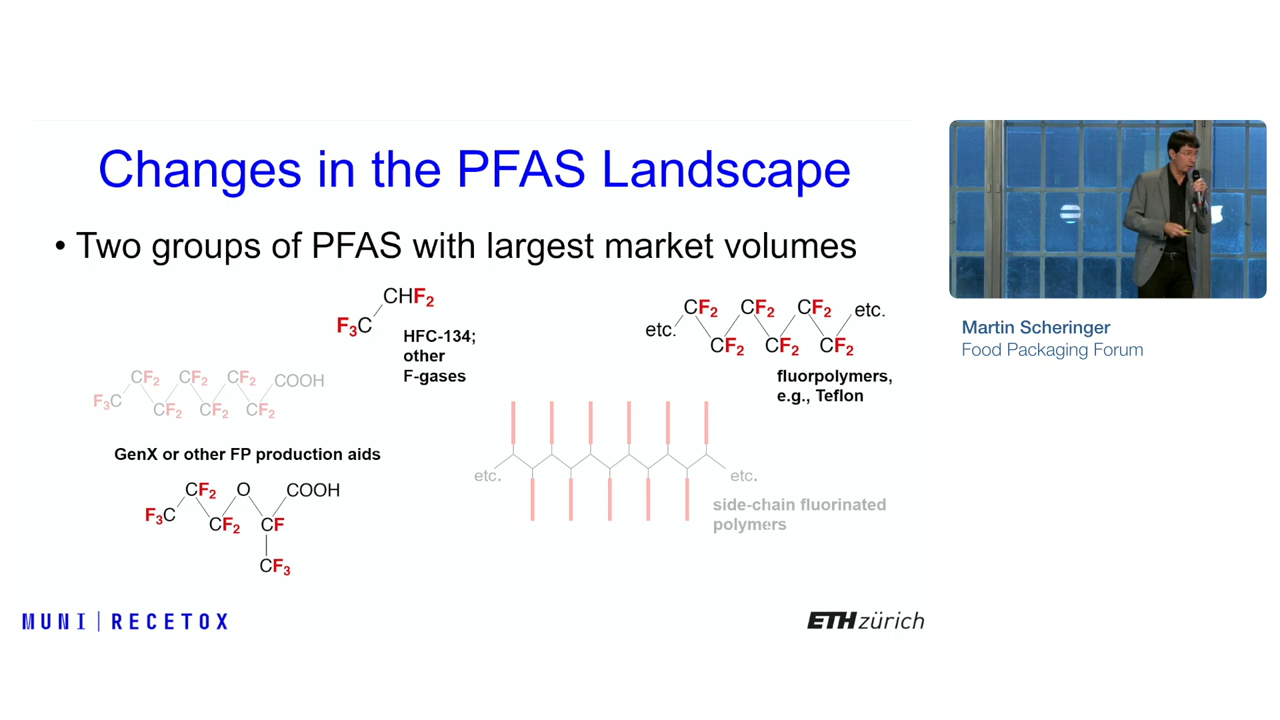 Changes in the PFAS Landscape
• Two groups of PFAS with largest market volumes
CHF2
F3C
HFC-134;
other
F-gases
CF2 CF2 CF2 etc.
etc. CF2 CF2 CF2
fluorpolymers,
e.g., Teflon
CF2 CF2 CF2 COOH
F3C CF2 CF2 CF2
GenX or other FP production aids
CF2 O COOH
F3C CF2 CF
CF3
etc. etc.
side-chain fluorinated
polymers
MUNI | RECETOX
ETH zürich
Martin Scheringer
Food Packaging Forum